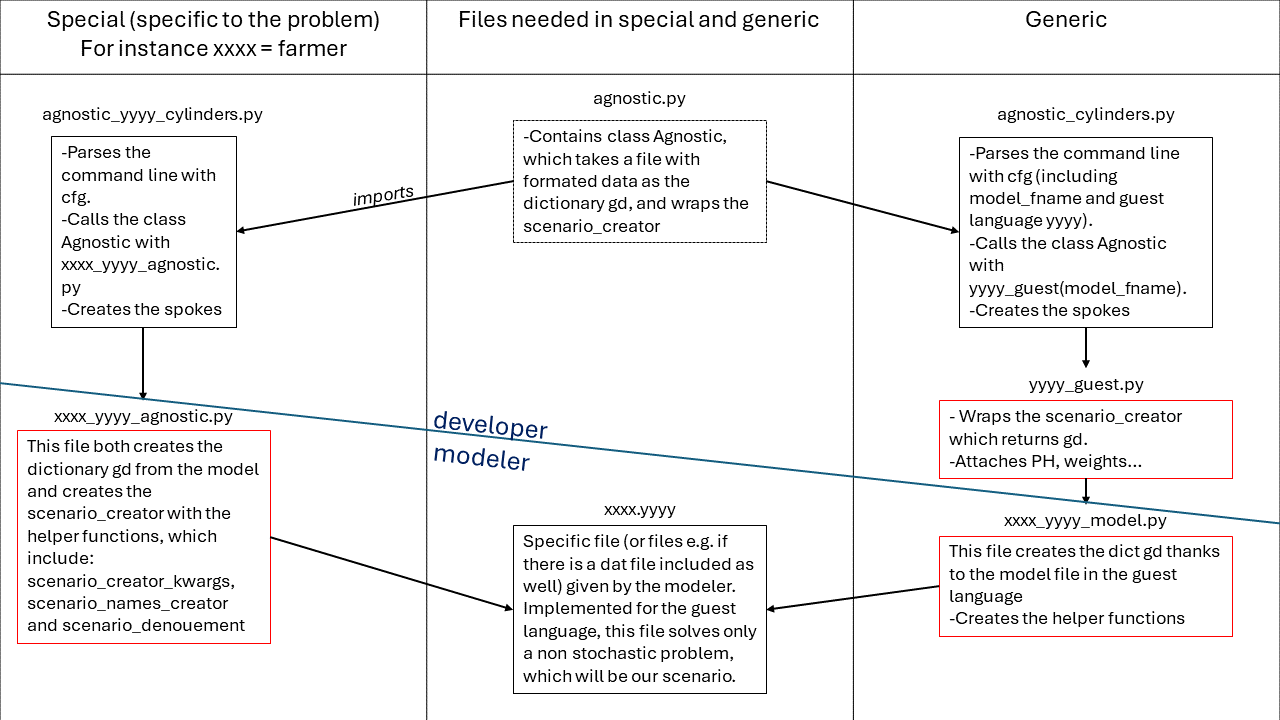 Special (specific to the problem)
For instance xxxx = farmer
Files needed in special and generic
Generic
agnostic_yyyy_cylinders.py
-Parses the
command line with
cfg.
-Calls the class
Agnostic with
xxxx_yyyy_agnostic.
py
-Creates the spokes
imports
agnostic.py
-Contains class Agnostic,
which takes a file with
formated data as the
dictionary gd, and wraps the
scenario_creator
agnostic_cylinders.py
-Parses the command line
with cfg (including
model_fname and guest
language yyyy).
-Calls the class Agnostic
with
yyyy_guest(model_fname).
-Creates the spokes
yyyy_guest.py
- Wraps the scenario_creator
which returns gd.
-Attaches PH, weights...
developer
modeler
xxxx_yyyy_agnostic.py
This file both creates the
dictionary gd from the model
and creates the
scenario_creator with the
helper functions, which
include:
scenario_creator_kwargs,
scenario_names_creator
and scenario_denouement
xxxx.yyyy
Specific file (or files e.g. if
there is a dat file included as
well) given by the modeler.
Implemented for the guest
language, this file solves only
a non stochastic problem,
which will be our scenario.
xxxx_yyyy_model.py
This file creates the dict gd thanks
to the model file in the guest
language
-Creates the helper functions